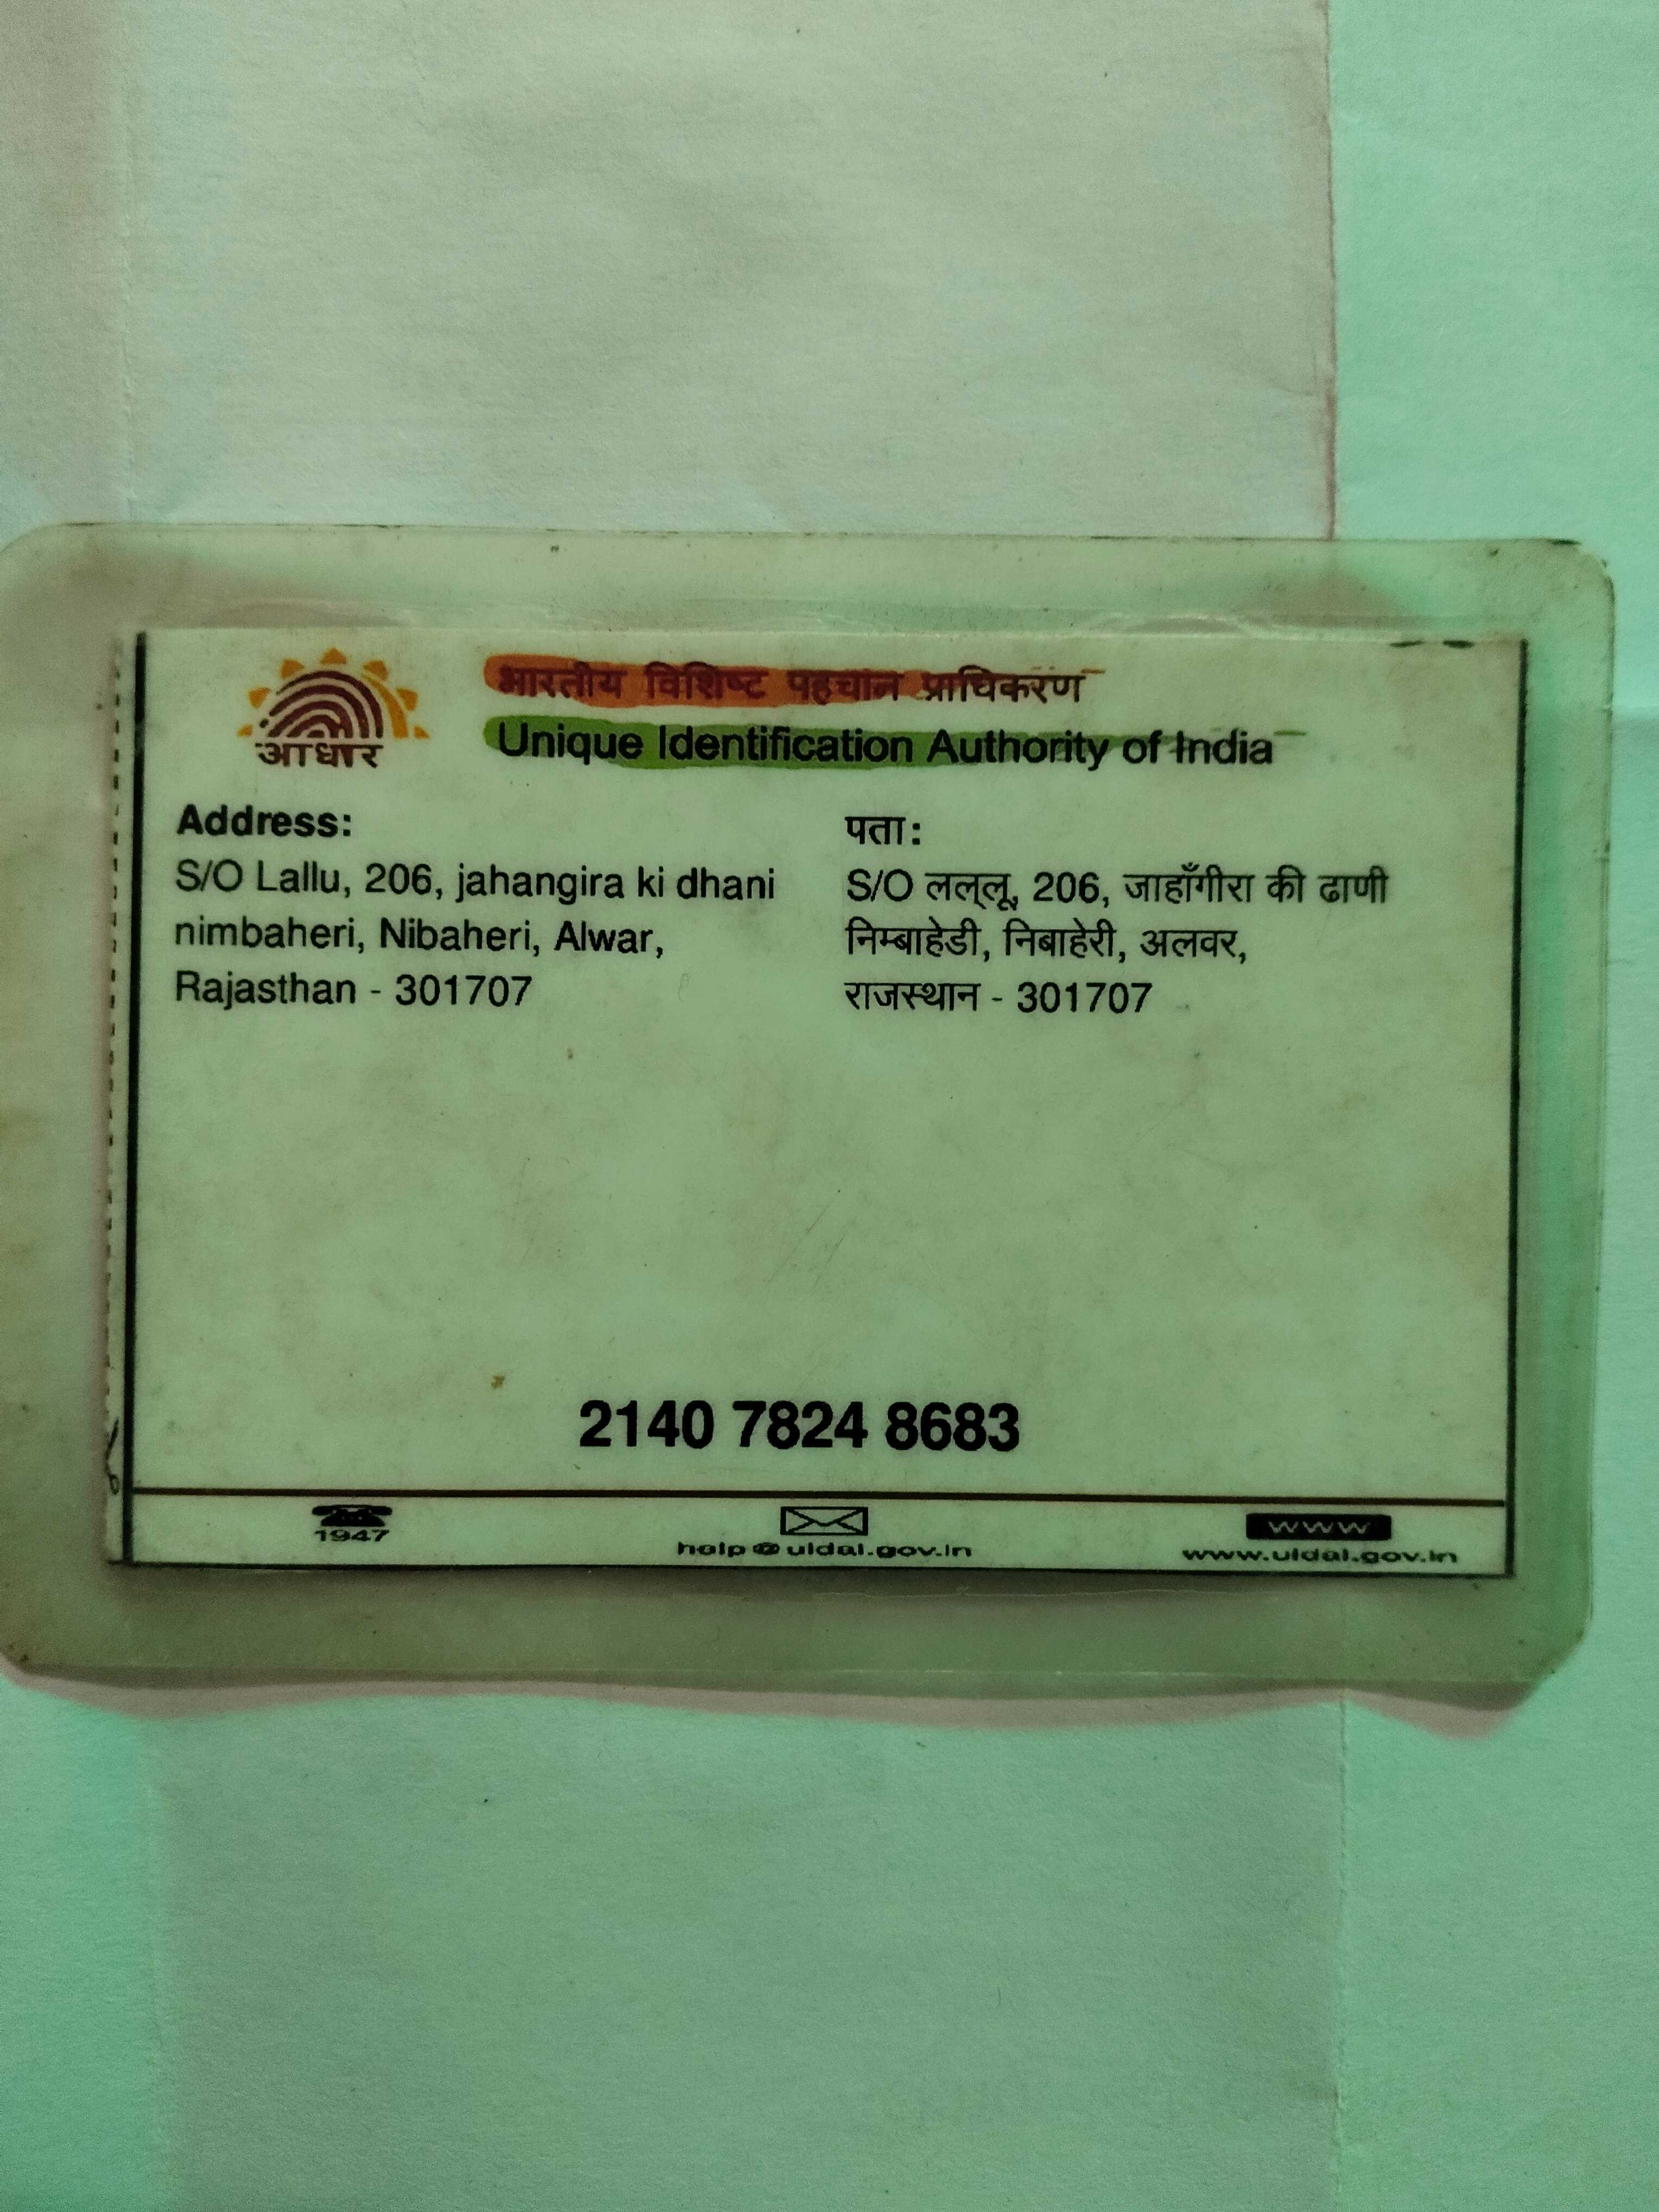 आधार
भारतीय विशिष्ट पहचान प्राधिकरण
Unique Identification Authority of India
Address:
S/O Lallu, 206, jahangira ki dhani
nimbaheri, Nibaheri, Alwar,
Rajasthan - 301707
पता:
S/O लल्लू, 206, जाहाँगीरा की ढाणी
निम्बाहेडी, निबाहेरी, अलवर,
राजस्थान - 301707
2140 7824 8683
1947
help@uidai.gov.in
www
www.uidai.gov.in